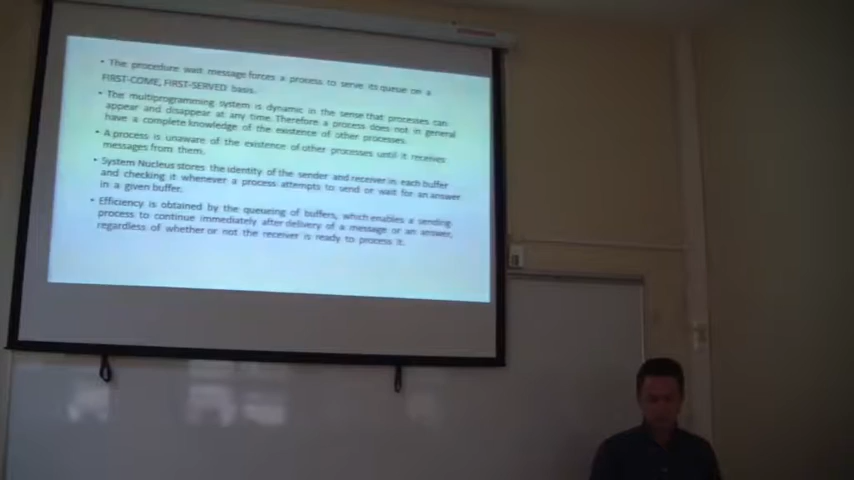 • The procedure wait message forces a process to serve its queue on a
FIRST-COME, FIRST-SERVED basis.
• The multiprogramming system is dynamic in the sense that processes can
appear and disappear at any time. Therefore a process does not in general
have a complete knowledge of the existence of other processes.
• A process is unaware of the existence of other processes until it receives
messages from them.
• System Nucleus stores the identity of the sender and receiver in each buffer
and checking it whenever a process attempts to send or wait for an answer
in a given buffer.
• Efficiency is obtained by the queueing of buffers, which enables a sending
process to continue immediately after delivery of a message or an answer,
regardless of whether or not the receiver is ready to process it.